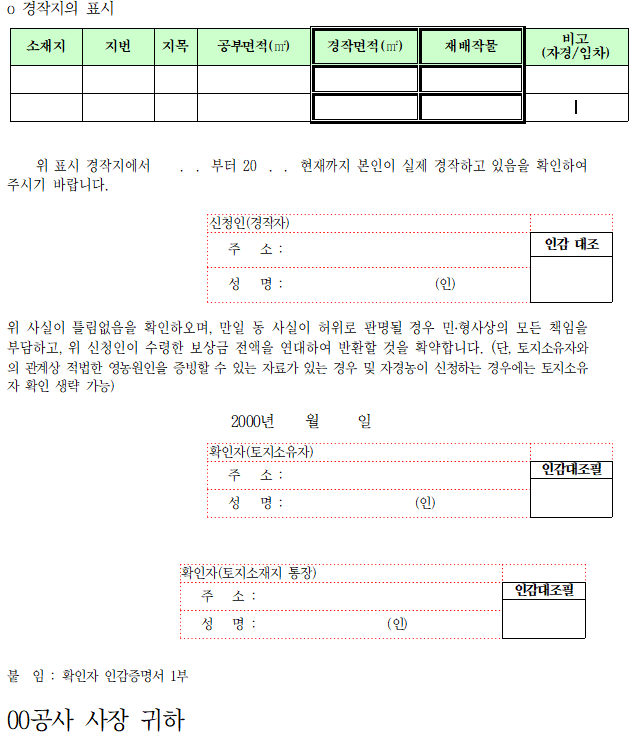 o 경작지의 표시
소재지 지번 지목 공부면적(㎡) 경작면적(㎡) 재배작물 비고
(자경/임차)
위 표시 경작지에서 . . 부터 20 . . 현재까지 본인이 실제 경작하고 있음을 확인하여
주시기 바랍니다.
신청인(경작자)
인감 대조
주 소 :
성 명 : (인)
위 사실이 틀림없음을 확인하오며, 만일 동 사실이 허위로 판명될 경우 민·형사상의 모든 책임을
부담하고, 위 신청인이 수령한 보상금 전액을 연대하여 반환할 것을 확약합니다. (단, 토지소유자와
의 관계상 적법한 영농원인을 증빙할 수 있는 자료가 있는 경우 및 자경농이 신청하는 경우에는 토지소유
자 확인 생략 가능)
2000년 월 일
확인자(토지소유자)
인감대조필
주 소 :
성 명 : (인)
확인자(토지소재지 통장)
인감대조필
주 소 :
성 명 : (인)
붙 임 : 확인자 인감증명서 1부
00공사 사장 귀하